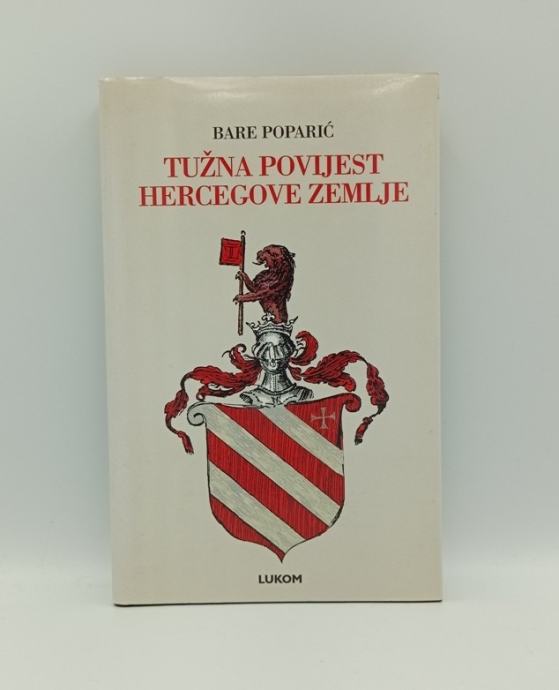 BARE POPARIĆ
TUŽNA POVIJEST
HERCEGOVE ZEMLJE
LUKOM